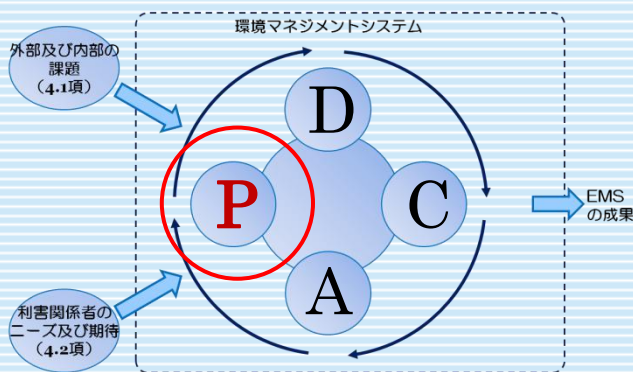 環境マネジメントシステム
外部及び内部の
課題
(4.1項)
D
P
C
A
EMS
の成果
利害関係者の
ニーズ及び期待
(4.2項)